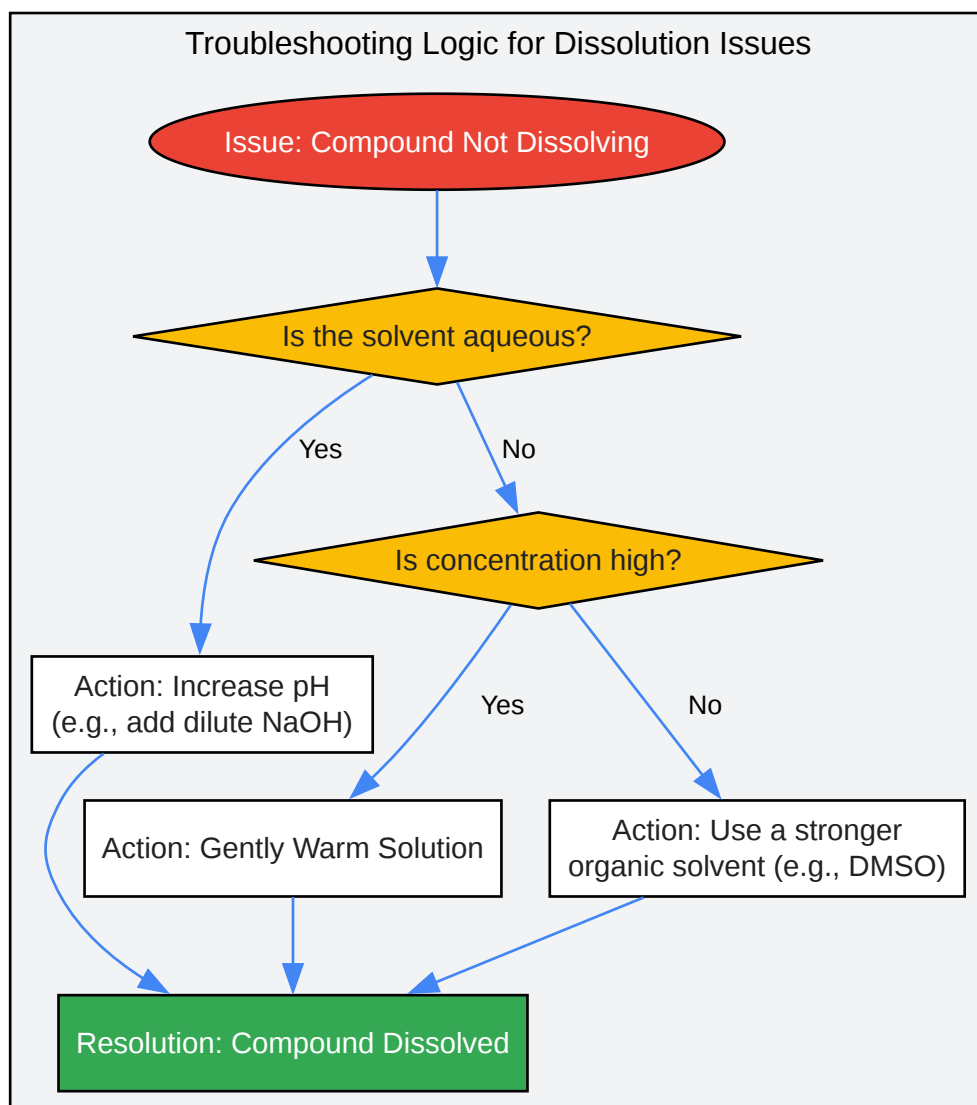 Troubleshooting Logic for Dissolution Issues
Issue: Compound Not Dissolving
Is the solvent aqueous?
Yes
No
Is concentration high?
Action: Increase pH
(e.g., add dilute NaOH)
Yes
No
Action: Gently Warm Solution
Action: Use a stronger
organic solvent (e.g., DMSO)
Resolution: Compound Dissolved